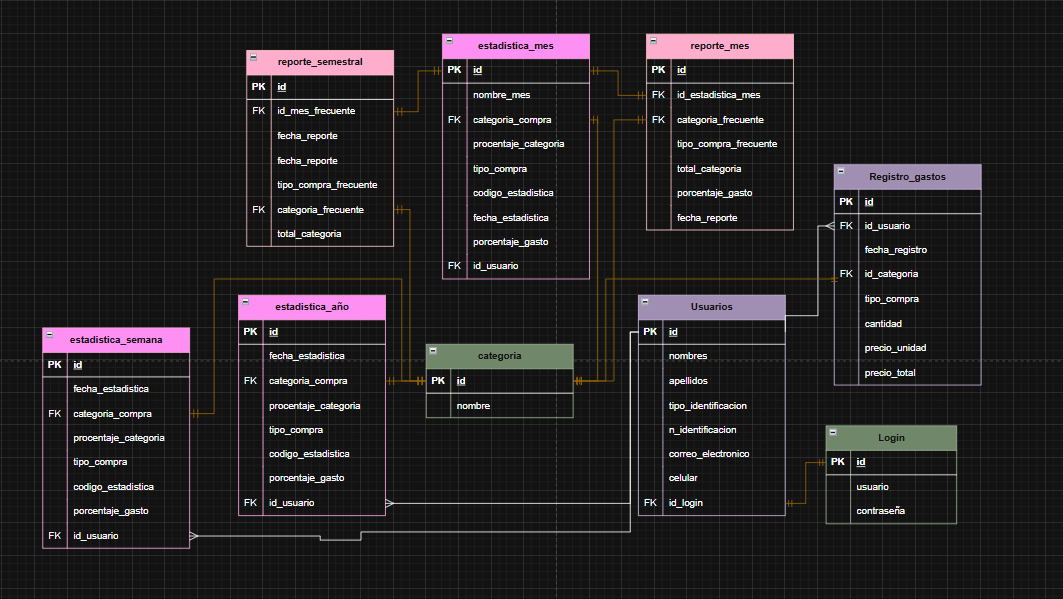 reporte_semestral
PK id
FK id_mes_frecuente
fecha_reporte
fecha_reporte
tipo_compra_frecuente
FK categoria_frecuente
total_categoria
estadistica_mes
PK id
nombre_mes
FK categoria_compra
procentaje_categoria
tipo_compra
codigo_estadistica
fecha_estadistica
porcentaje_gasto
FK id_usuario
reporte_mes
PK id
FK id_estadistica_mes
FK categoria_frecuente
tipo_compra_frecuente
total_categoria
porcentaje_gasto
fecha_reporte
Registro_gastos
PK id
FK id_usuario
fecha_registro
FK id_categoria
tipo_compra
cantidad
precio_unidad
precio_total
estadistica_semana
PK id
fecha_estadistica
FK categoria_compra
procentaje_categoria
tipo_compra
codigo_estadistica
porcentaje_gasto
FK id_usuario
estadistica_año
PK id
fecha_estadistica
FK categoria_compra
procentaje_categoria
tipo_compra
codigo_estadistica
porcentaje_gasto
FK id_usuario
categoria
PK id
nombre
Usuarios
PK id
nombres
apellidos
tipo_identificacion
n_identificacion
correo_electronico
celular
FK id_login
Login
PK id
usuario
contraseña